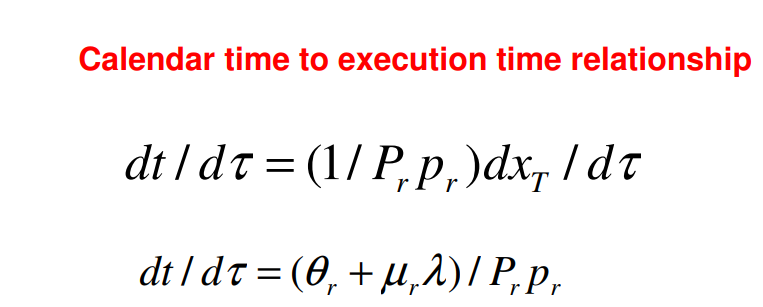 Calendar time to execution time relationship
dt / dτ = (1/ P_r p_r )dx_T / dτ
dt / dτ = (θ_r + μ_r λ) / P_r p_r